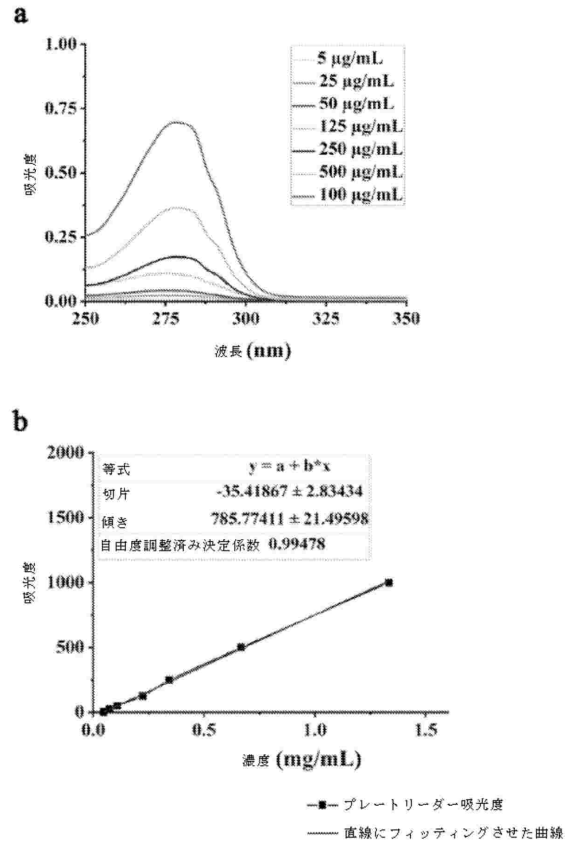 a
1.00
0.75
0.50
0.25
0.00
吸光度
5 μg/mL
25 μg/mL
50 μg/mL
125 μg/mL
250 μg/mL
500 μg/mL
100 μg/mL
250 275 300 325 350
波長 (nm)
b
2000
1500
1000
500
0
吸光度
等式 y = a + b*x
切片 -35.41867 ± 2.83434
傾き 785.77411 ± 21.49598
自由度調整済み決定係数 0.99478
0.0 0.5 1.0 1.5
濃度 (mg/mL)
プレートリーダー吸光度
直線にフィッティングさせた曲線